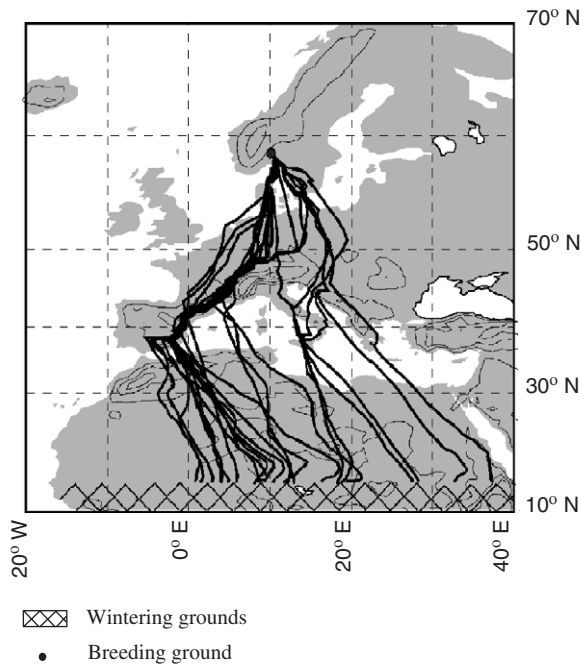 70° N
50° N
30° N
10° N
20° W
0° E
20° E
40° E
Wintering grounds
Breeding ground